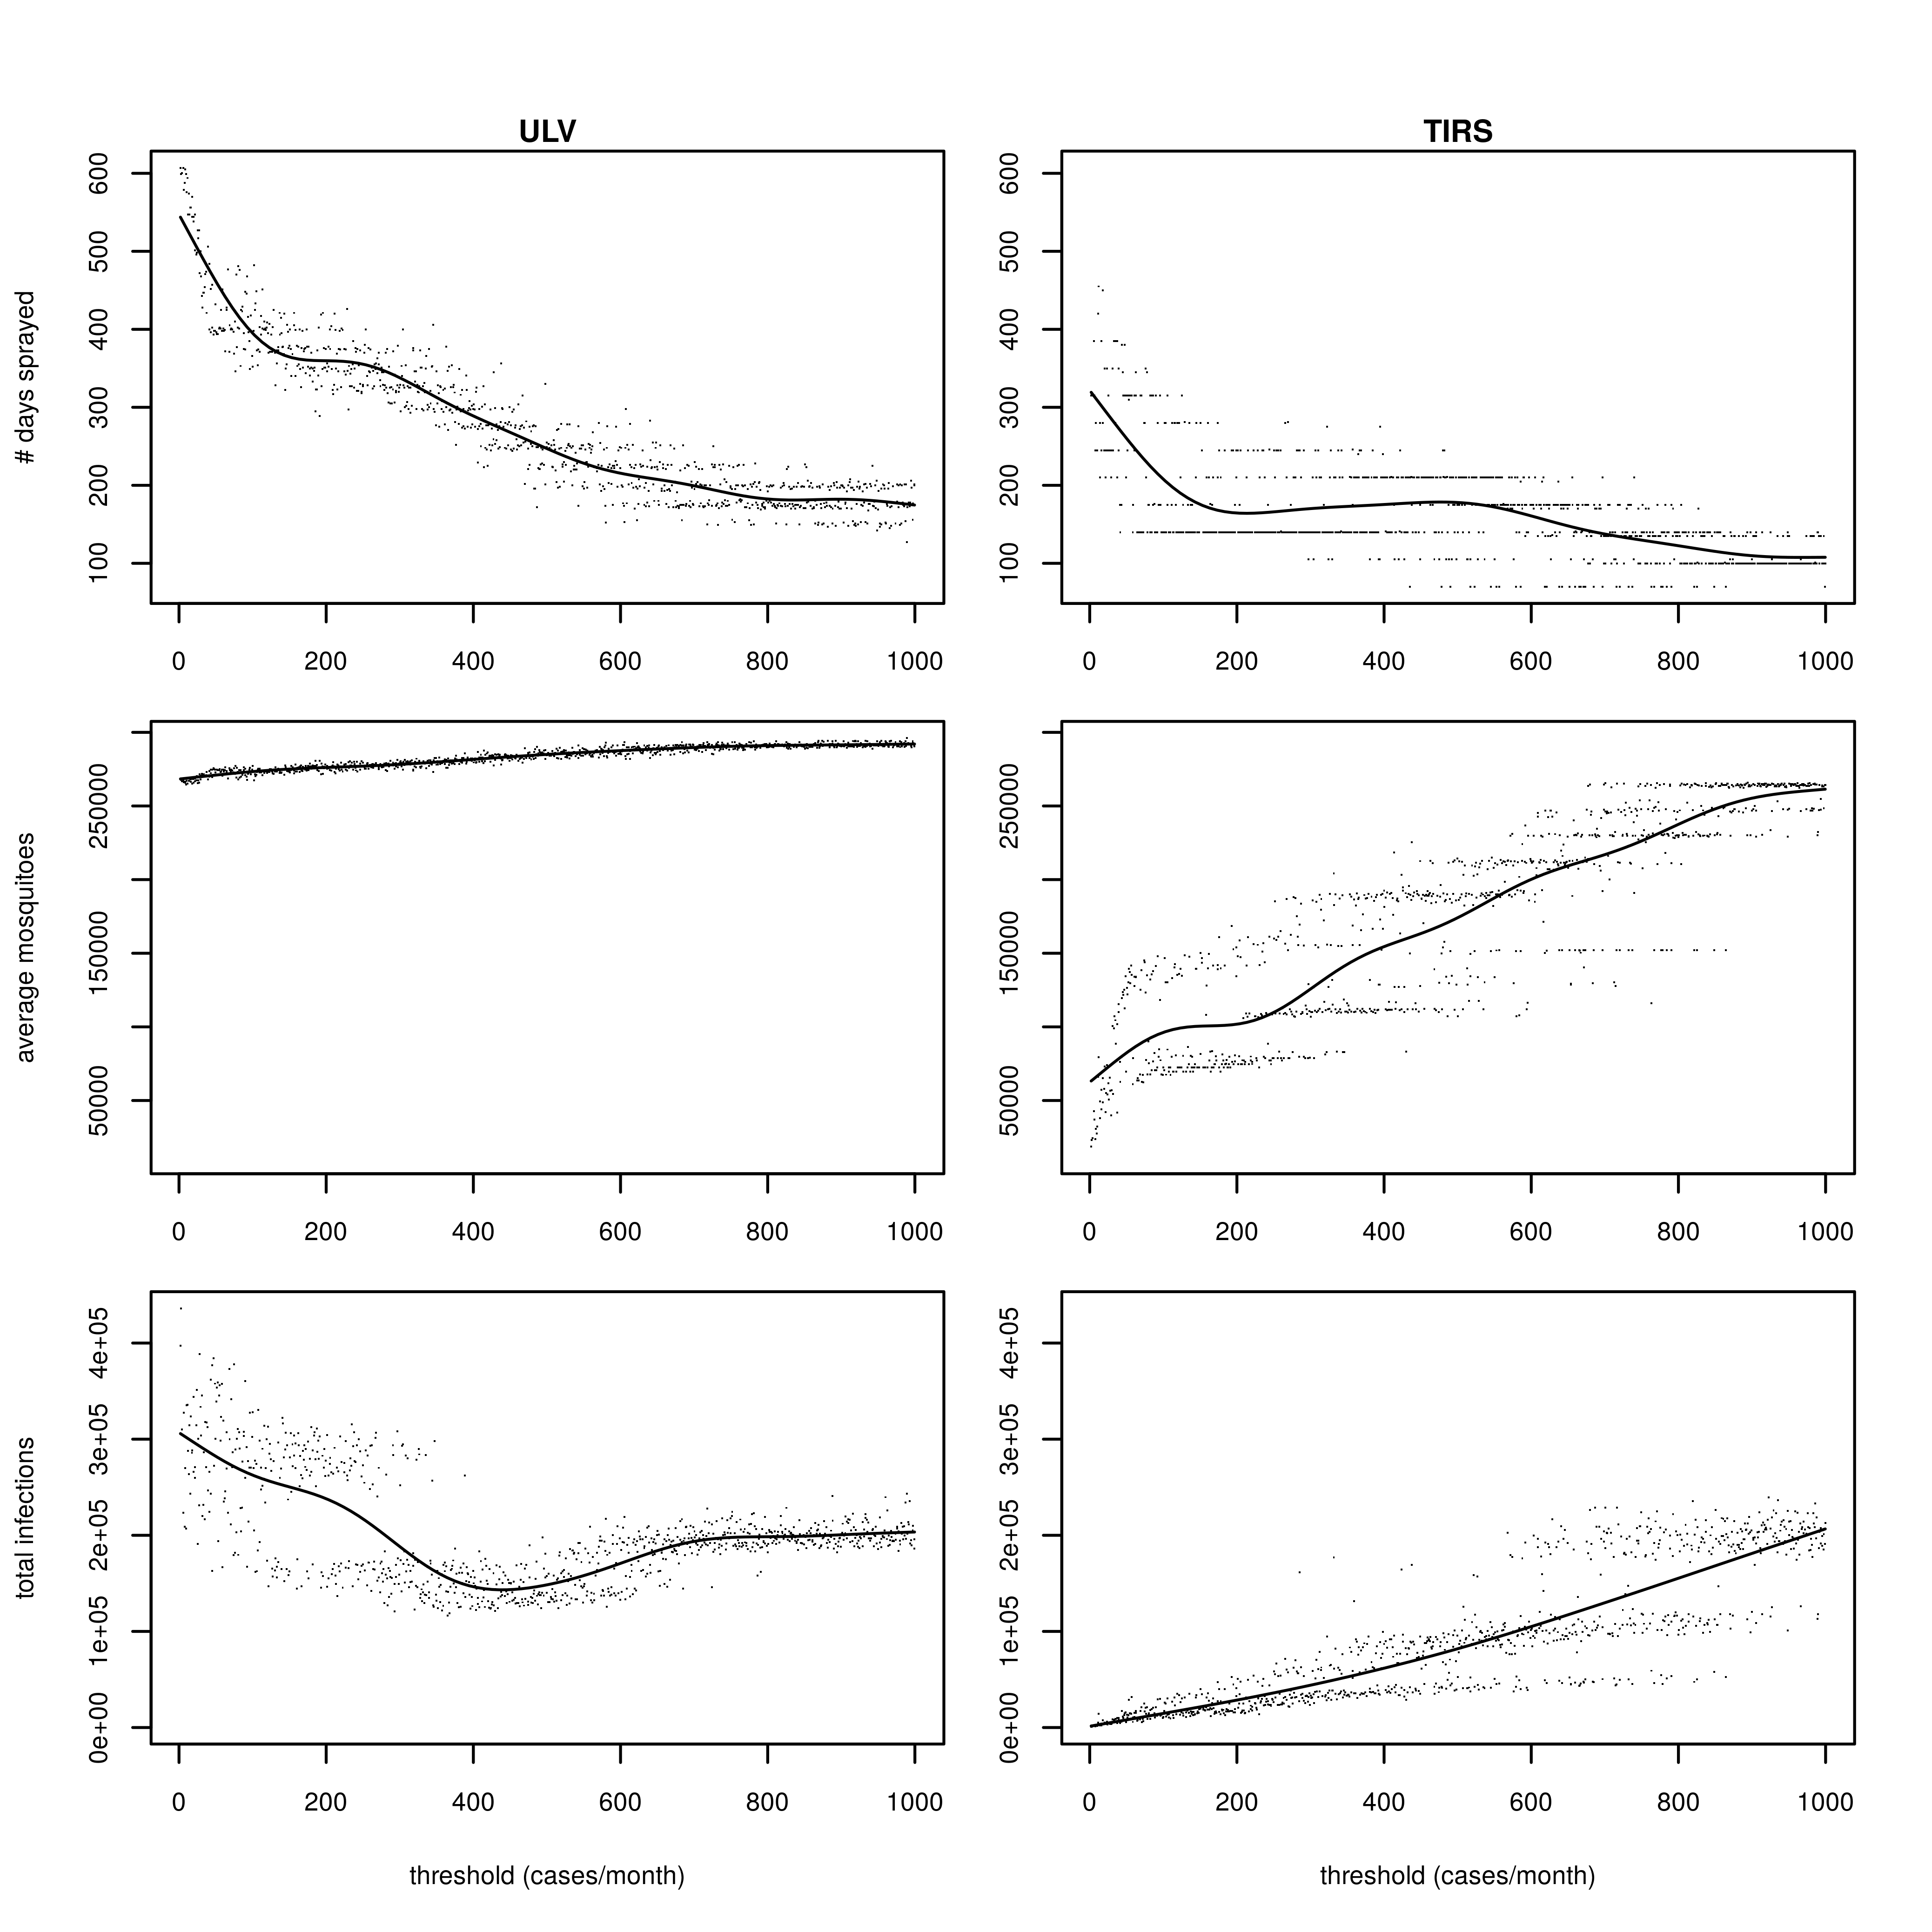 ULV
TIRS
# days sprayed
600
500
400
300
200
100
0 200 400 600 800 1000
600
500
400
300
200
100
0 200 400 600 800 1000
average mosquitoes
250000
150000
50000
0 200 400 600 800 1000
250000
150000
50000
0 200 400 600 800 1000
total infections
4e+05
3e+05
2e+05
1e+05
0e+00
0 200 400 600 800 1000
threshold (cases/month)
4e+05
3e+05
2e+05
1e+05
0e+00
0 200 400 600 800 1000
threshold (cases/month)